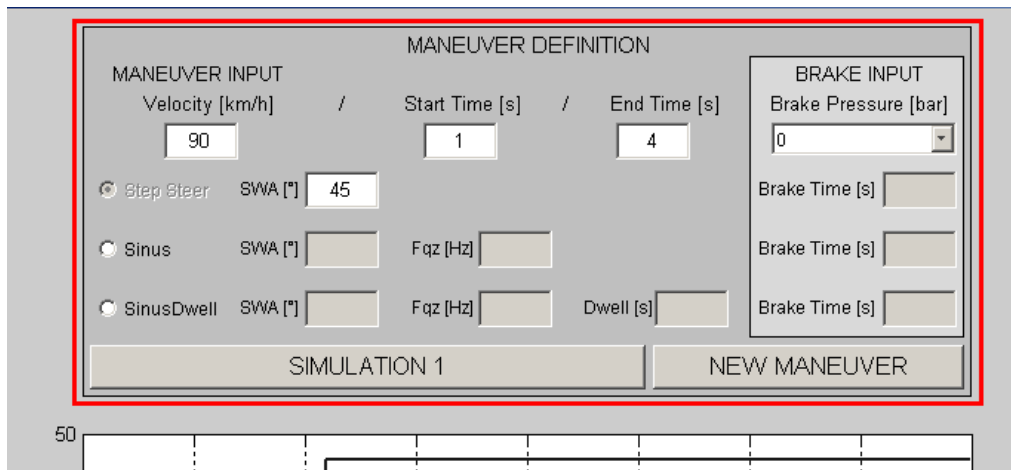 MANEUVER DEFINITION
MANEUVER INPUT
BRAKE INPUT
Velocity [km/h] / Start Time [s] / End Time [s]
Brake Pressure [bar]
90 1 4
0
Step Steer SWA [°] 45
Brake Time [s]
Sinus SWA [°] Fqz [Hz]
Brake Time [s]
SinusDwell SWA [°] Fqz [Hz] Dwell [s]
Brake Time [s]
SIMULATION 1 NEW MANEUVER
50